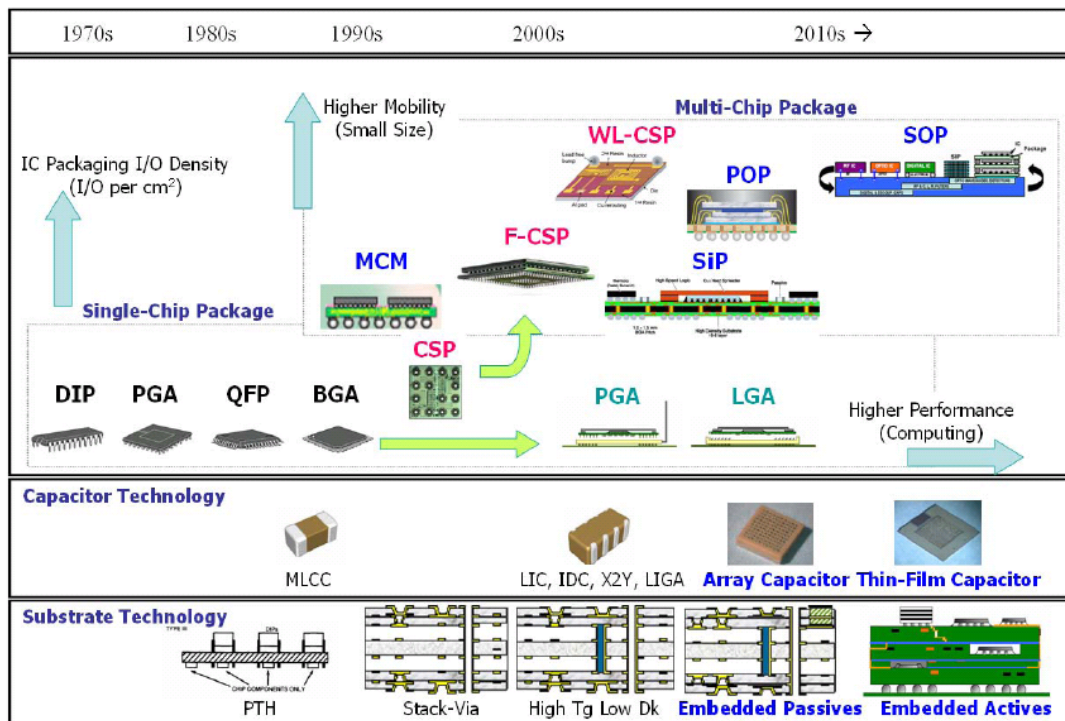 1970s 1980s 1990s 2000s 2010s →
Higher Mobility
(Small Size)
Multi-Chip Package
IC Packaging I/O Density
(I/O per cm²)
WL-CSP
SOP
POP
F-CSP
MCM
SiP
Single-Chip Package
CSP
DIP PGA QFP BGA
PGA LGA
Higher Performance
(Computing)
Capacitor Technology
MLCC
LIC, IDC, X2Y, LIGA
Array Capacitor
Thin-Film Capacitor
Substrate Technology
TYPE III
CHIP COMPONENTS ONLY
PTH
Stack-Via
High Tg Low Dk
Embedded Passives
Embedded Actives